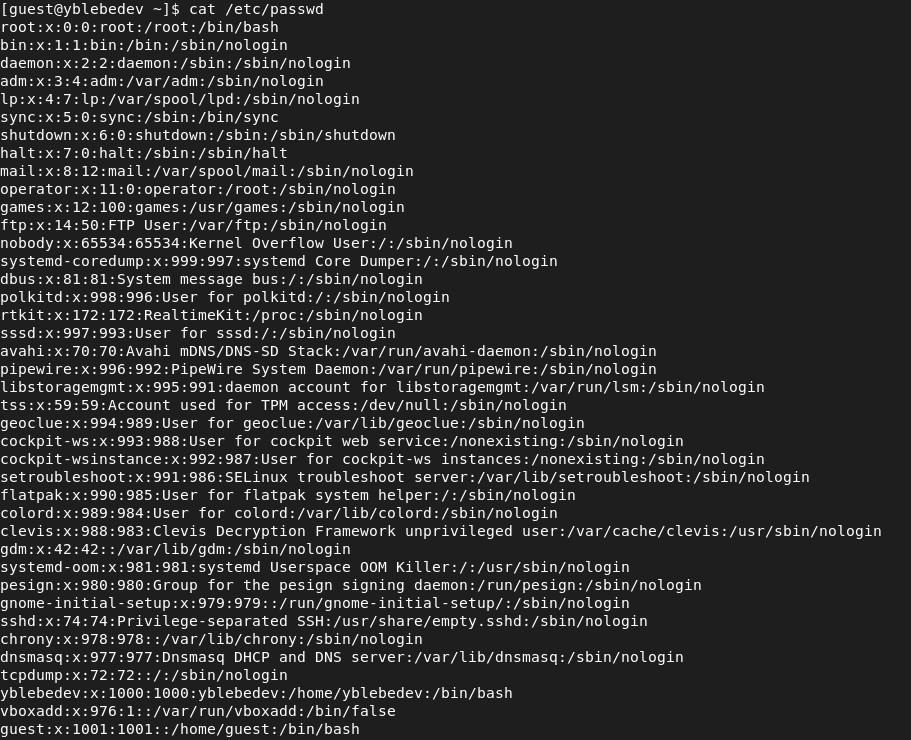 [guest@yblebedev ~]$ cat /etc/passwd
root:x:0:0:root:/root:/bin/bash
bin:x:1:1:bin:/bin:/sbin/nologin
daemon:x:2:2:daemon:/sbin:/sbin/nologin
adm:x:3:4:adm:/var/adm:/sbin/nologin
lp:x:4:7:lp:/var/spool/lpd:/sbin/nologin
sync:x:5:0:sync:/sbin:/bin/sync
shutdown:x:6:0:shutdown:/sbin:/sbin/shutdown
halt:x:7:0:halt:/sbin:/sbin/halt
mail:x:8:12:mail:/var/spool/mail:/sbin/nologin
operator:x:11:0:operator:/root:/sbin/nologin
games:x:12:100:games:/usr/games:/sbin/nologin
ftp:x:14:50:FTP User:/var/ftp:/sbin/nologin
nobody:x:65534:65534:Kernel Overflow User:/:/sbin/nologin
systemd-coredump:x:999:997:systemd Core Dumper:/:/sbin/nologin
dbus:x:81:81:System message bus:/:/sbin/nologin
polkitd:x:998:996:User for polkitd:/:/sbin/nologin
rtkit:x:172:172:RealtimeKit:/proc:/sbin/nologin
sssd:x:997:993:User for sssd:/:/sbin/nologin
avahi:x:70:70:Avahi mDNS/DNS-SD Stack:/var/run/avahi-daemon:/sbin/nologin
pipewire:x:996:992:PipeWire System Daemon:/var/run/pipewire:/sbin/nologin
libstoragemgmt:x:995:991:daemon account for libstoragemgmt:/var/run/lsm:/sbin/nologin
tss:x:59:59:Account used for TPM access:/dev/null:/sbin/nologin
geoclue:x:994:989:User for geoclue:/var/lib/geoclue:/sbin/nologin
cockpit-ws:x:993:988:User for cockpit web service:/nonexisting:/sbin/nologin
cockpit-wsinstance:x:992:987:User for cockpit-ws instances:/nonexisting:/sbin/nologin
setroubleshoot:x:991:986:SELinux troubleshoot server:/var/lib/setroubleshoot:/sbin/nologin
flatpak:x:990:985:User for flatpak system helper:/:/sbin/nologin
colord:x:989:984:User for colord:/var/lib/colord:/sbin/nologin
clevis:x:988:983:Clevis Decryption Framework unprivileged user:/var/cache/clevis:/usr/sbin/nologin
gdm:x:42:42::/var/lib/gdm:/sbin/nologin
systemd-oom:x:981:981:systemd Userspace OOM Killer:/:/usr/sbin/nologin
pesign:x:980:980:Group for the pesign signing daemon:/run/pesign:/sbin/nologin
gnome-initial-setup:x:979:979::/run/gnome-initial-setup/:/sbin/nologin
sshd:x:74:74:Privilege-separated SSH:/usr/share/empty.sshd:/sbin/nologin
chrony:x:978:978::/var/lib/chrony:/sbin/nologin
dnsmasq:x:977:977:Dnsmasq DHCP and DNS server:/var/lib/dnsmasq:/sbin/nologin
tcpdump:x:72:72::/:/sbin/nologin
yblebedev:x:1000:1000:yblebedev:/home/yblebedev:/bin/bash
vboxadd:x:976:1::/var/run/vboxadd:/bin/false
guest:x:1001:1001::/home/guest:/bin/bash